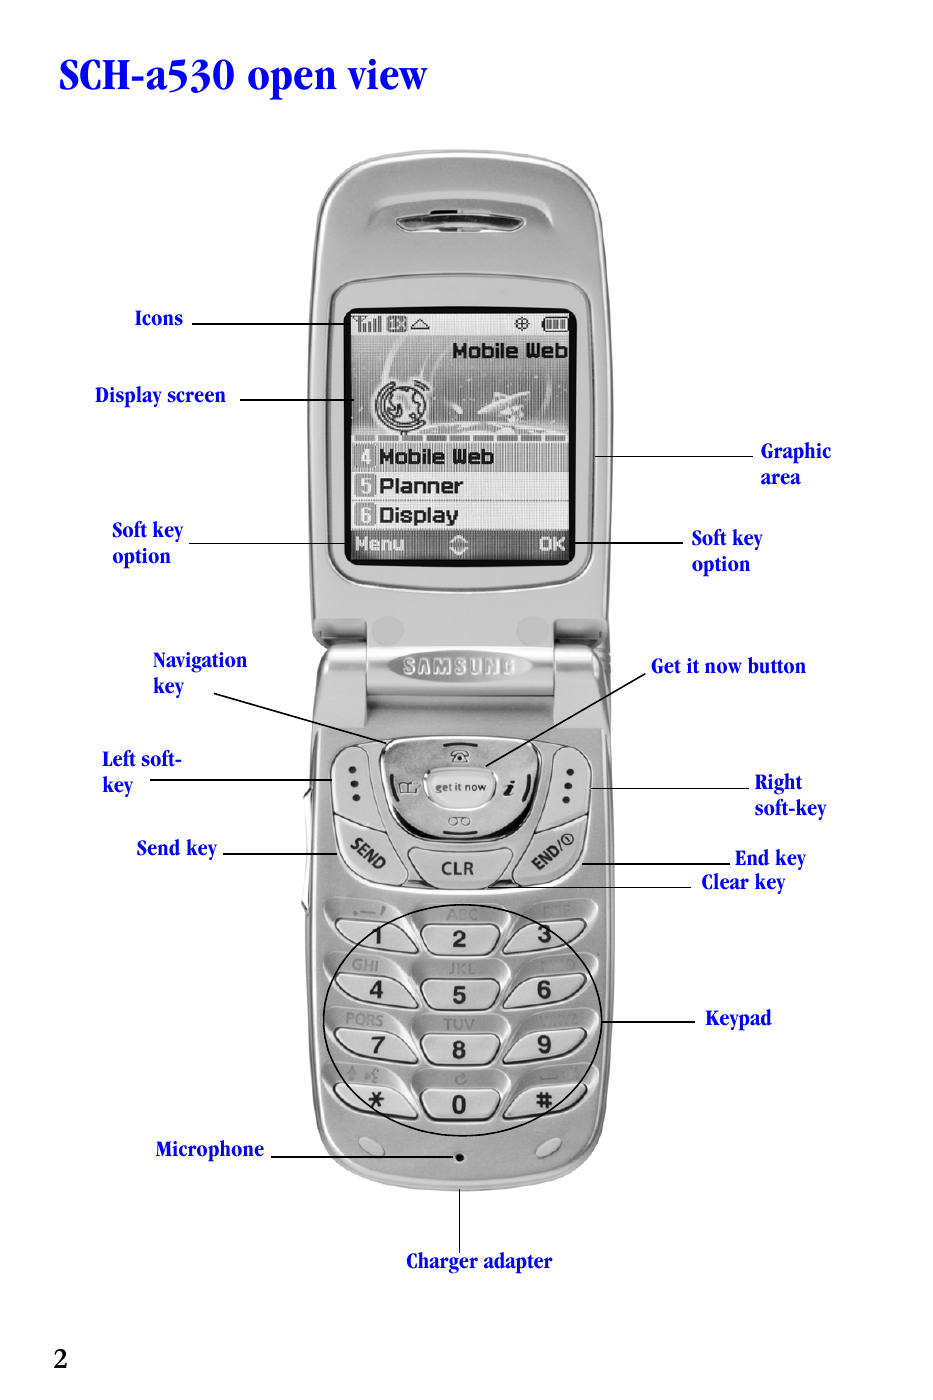 SCH-a530 open view
Icons
Mobile Web
Display screen
4 Mobile Web
Graphic
area
5 Planner
6 Display
Soft key
option
Menu
OK
Soft key
option
SAMSUNG
Navigation
key
Get it now button
Left soft-
key
get it now
i
Right
soft-key
Send key
SEND
CLR
END/
End key
Clear key
ABC
1
2
3
GHI
JKL
4
5
6
PQRS
TUV
7
8
9
Keypad
*
0
#
Microphone
Charger adapter
2